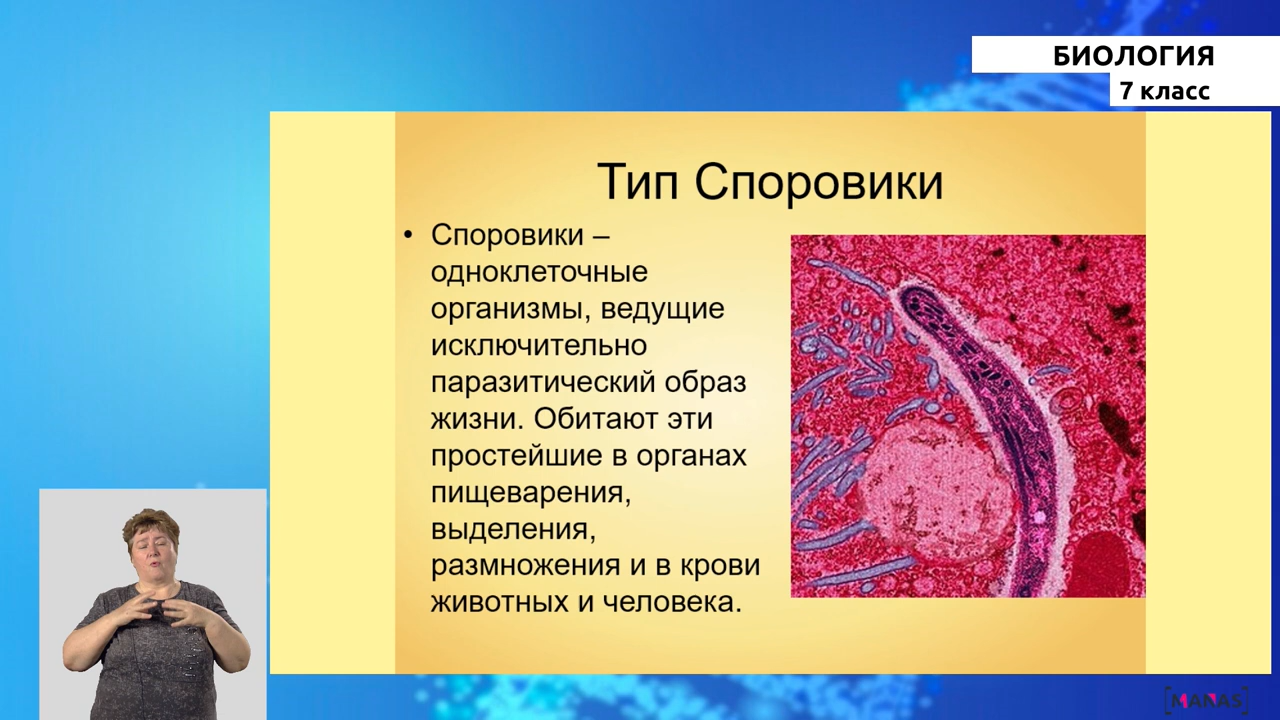 БИОЛОГИЯ
7 класс
Тип Споровики
• Споровики –
одноклеточные
организмы, ведущие
исключительно
паразитический образ
жизни. Обитают эти
простейшие в органах
пищеварения,
выделения,
размножения и в крови
животных и человека.
[MANAS]